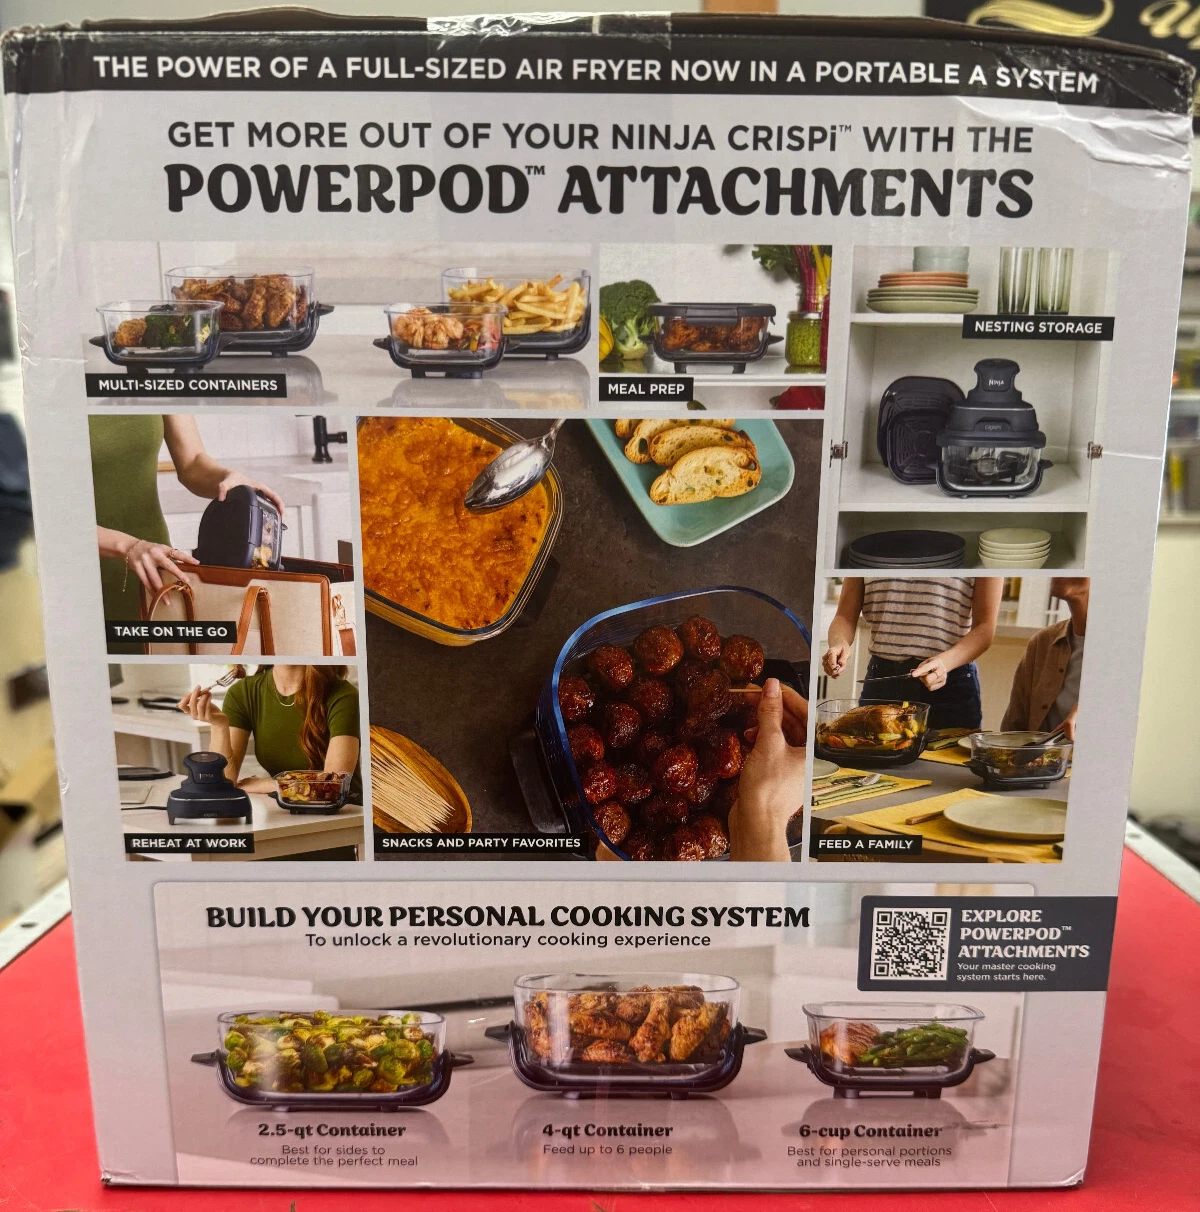 THE POWER OF A FULL-SIZED AIR FRYER NOW IN A PORTABLE A SYSTEM
GET MORE OUT OF YOUR NINJA CRISPi™ WITH THE
POWERPOD™ ATTACHMENTS
MULTI-SIZED CONTAINERS
MEAL PREP
NESTING STORAGE
NINJA
TAKE ON THE GO
NINJA
REHEAT AT WORK
SNACKS AND PARTY FAVORITES
FEED A FAMILY
BUILD YOUR PERSONAL COOKING SYSTEM
To unlock a revolutionary cooking experience
EXPLORE
POWERPOD™
ATTACHMENTS
Your master cooking
system starts here.
2.5-qt Container
Best for sides to
complete the perfect meal
4-qt Container
Feed up to 6 people
6-cup Container
Best for personal portions
and single-serve meals